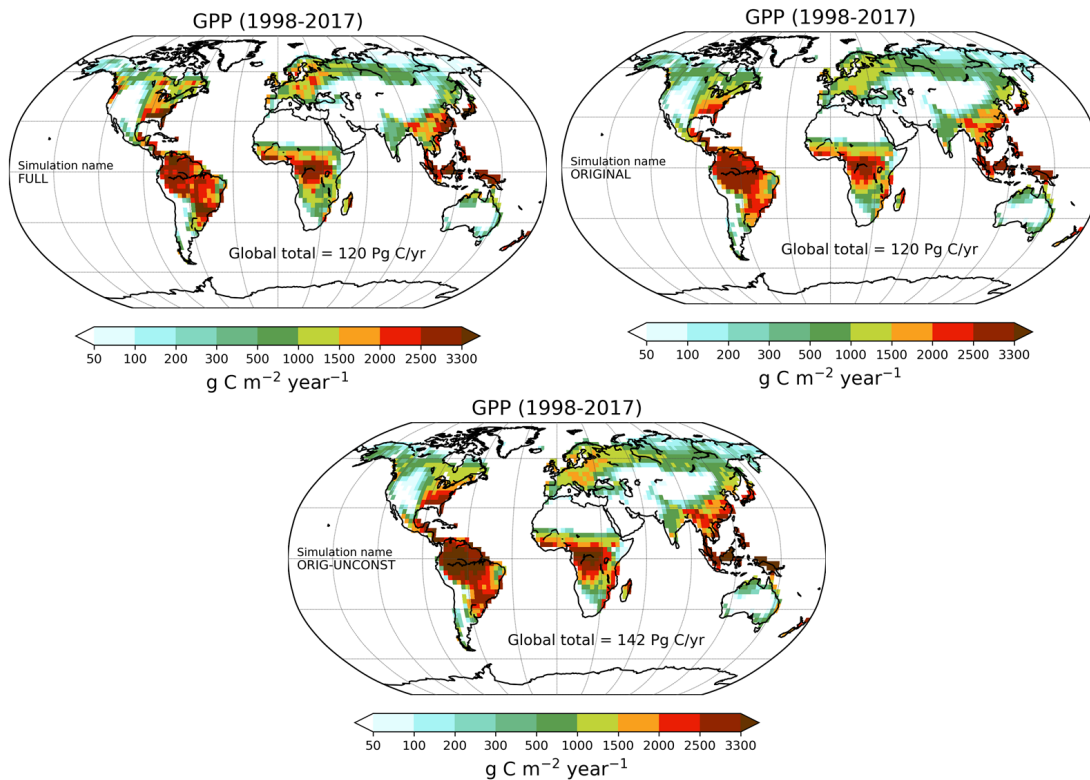 GPP (1998-2017)
Simulation name
FULL
Global total = 120 Pg C/yr
50 100 200 300 500 1000 1500 2000 2500 3300
g C m⁻² year⁻¹
GPP (1998-2017)
Simulation name
ORIGINAL
Global total = 120 Pg C/yr
50 100 200 300 500 1000 1500 2000 2500 3300
g C m⁻² year⁻¹
GPP (1998-2017)
Simulation name
ORIG-UNCONST
Global total = 142 Pg C/yr
50 100 200 300 500 1000 1500 2000 2500 3300
g C m⁻² year⁻¹